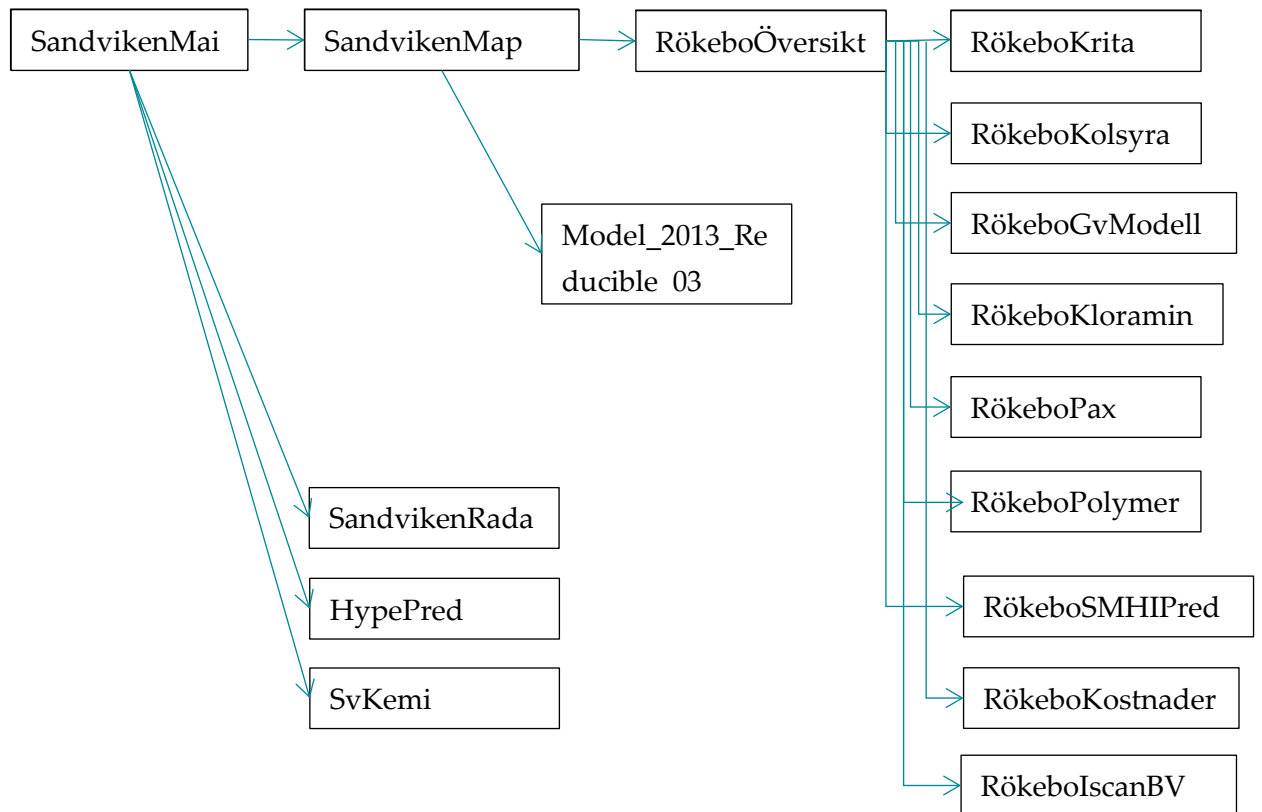 SandvikenMai
SandvikenMap
RökeboÖversikt
RökeboKrita
RökeboKolsyra
RökeboGvModell
Model_2013_Re
ducible_03
RökeboKloramin
RökeboPax
SandvikenRada
RökeboPolymer
HypePred
RökeboSMHIPred
SvKemi
RökeboKostnader
RökeboIscanBV